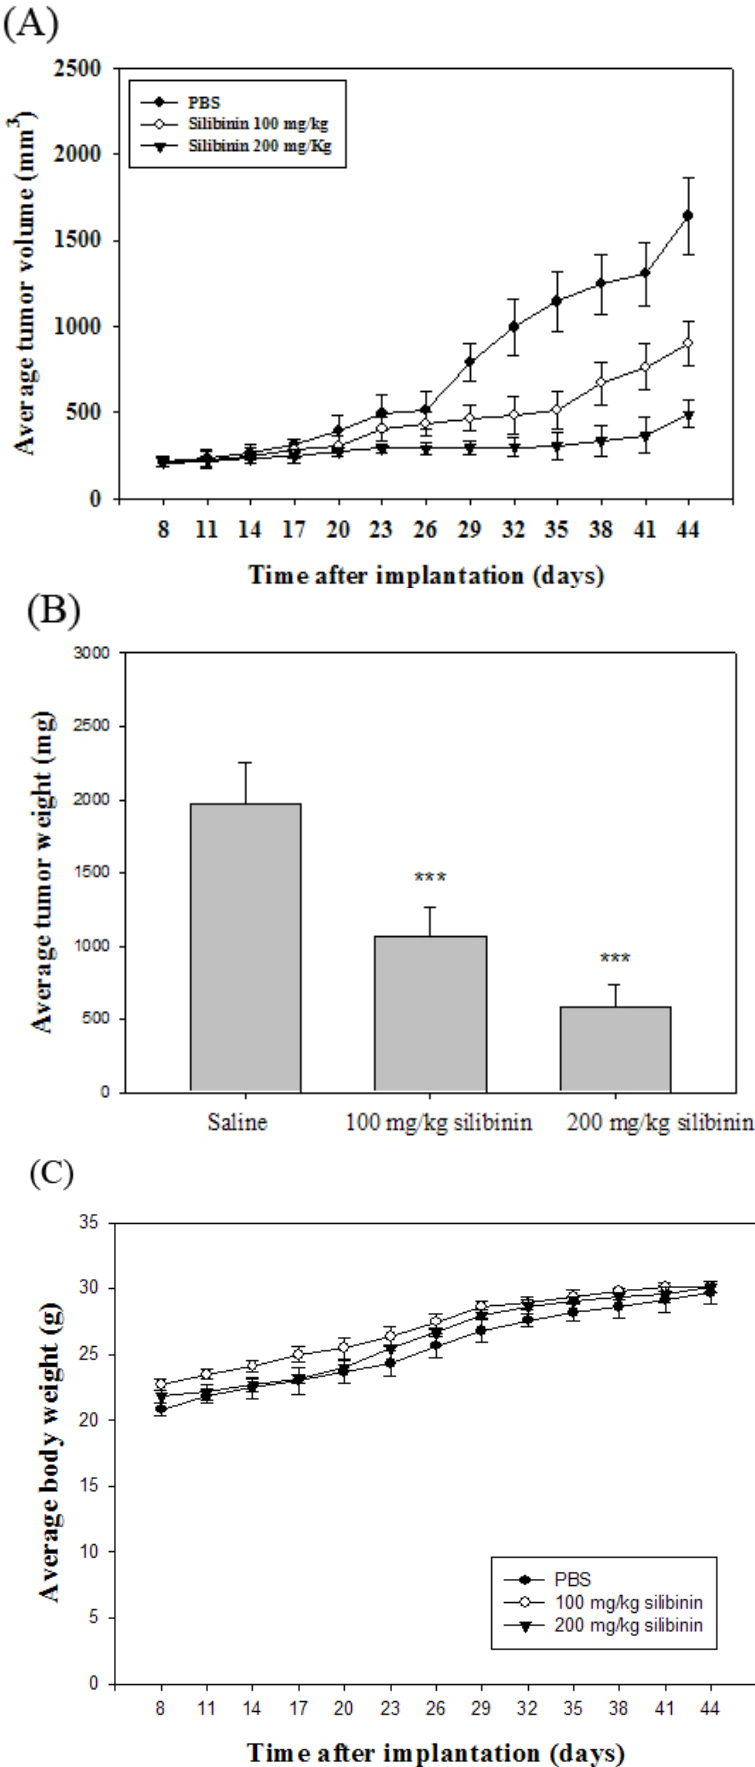 (A)
2500
2000
1500
1000
500
0
PBS
Silibinin 100 mg/kg
Silibinin 200 mg/Kg
Average tumor volume (mm3)
8 11 14 17 20 23 26 29 32 35 38 41 44
Time after implantation (days)
(B)
3000
2500
2000
1500
1000
500
0
Average tumor weight (mg)
***
***
Saline 100 mg/kg silibinin 200 mg/kg silibinin
(C)
35
30
25
20
15
10
5
0
Average body weight (g)
PBS
100 mg/kg silibinin
200 mg/kg silibinin
8 11 14 17 20 23 26 29 32 35 38 41 44
Time after implantation (days)